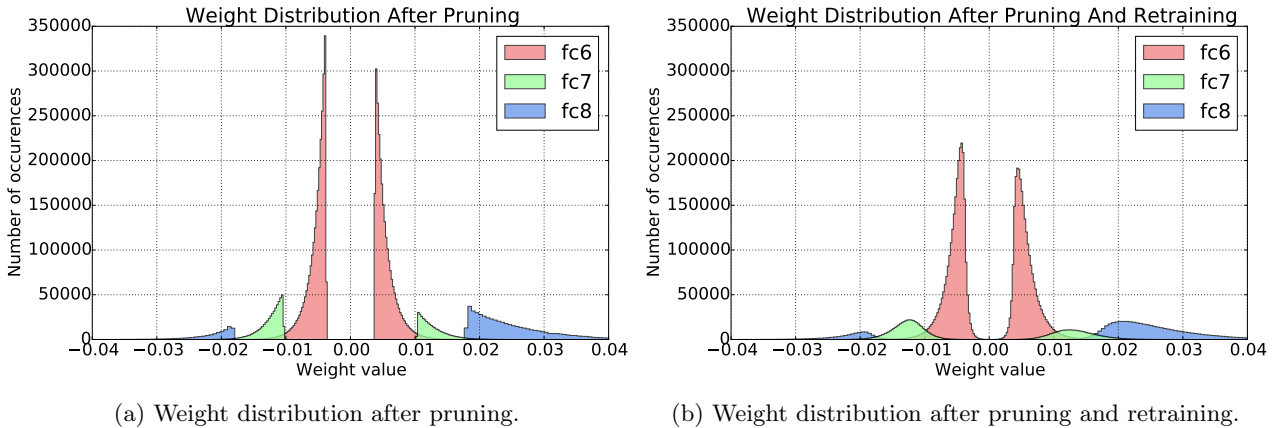 Weight Distribution After Pruning
350000
300000
250000
200000
150000
100000
50000
0
Number of occurences
−0.04 −0.03 −0.02 −0.01 0.00 0.01 0.02 0.03 0.04
Weight value
fc6
fc7
fc8
(a) Weight distribution after pruning.
Weight Distribution After Pruning And Retraining
350000
300000
250000
200000
150000
100000
50000
0
Number of occurences
−0.04 −0.03 −0.02 −0.01 0.00 0.01 0.02 0.03 0.04
Weight value
fc6
fc7
fc8
(b) Weight distribution after pruning and retraining.